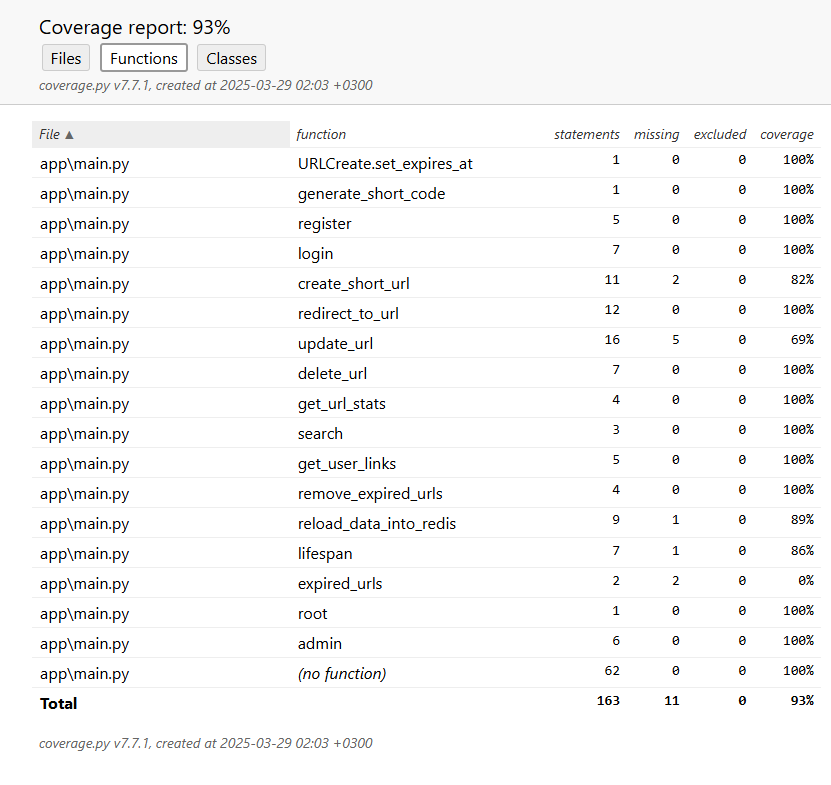 Coverage report: 93%
Files Functions Classes
coverage.py v7.7.1, created at 2025-03-29 02:03 +0300
File ▲ function statements missing excluded coverage
app\main.py URLCreate.set_expires_at 1 0 0 100%
app\main.py generate_short_code 1 0 0 100%
app\main.py register 5 0 0 100%
app\main.py login 7 0 0 100%
app\main.py create_short_url 11 2 0 82%
app\main.py redirect_to_url 12 0 0 100%
app\main.py update_url 16 5 0 69%
app\main.py delete_url 7 0 0 100%
app\main.py get_url_stats 4 0 0 100%
app\main.py search 3 0 0 100%
app\main.py get_user_links 5 0 0 100%
app\main.py remove_expired_urls 4 0 0 100%
app\main.py reload_data_into_redis 9 1 0 89%
app\main.py lifespan 7 1 0 86%
app\main.py expired_urls 2 2 0 0%
app\main.py root 1 0 0 100%
app\main.py admin 6 0 0 100%
app\main.py (no function) 62 0 0 100%
Total 163 11 0 93%
coverage.py v7.7.1, created at 2025-03-29 02:03 +0300